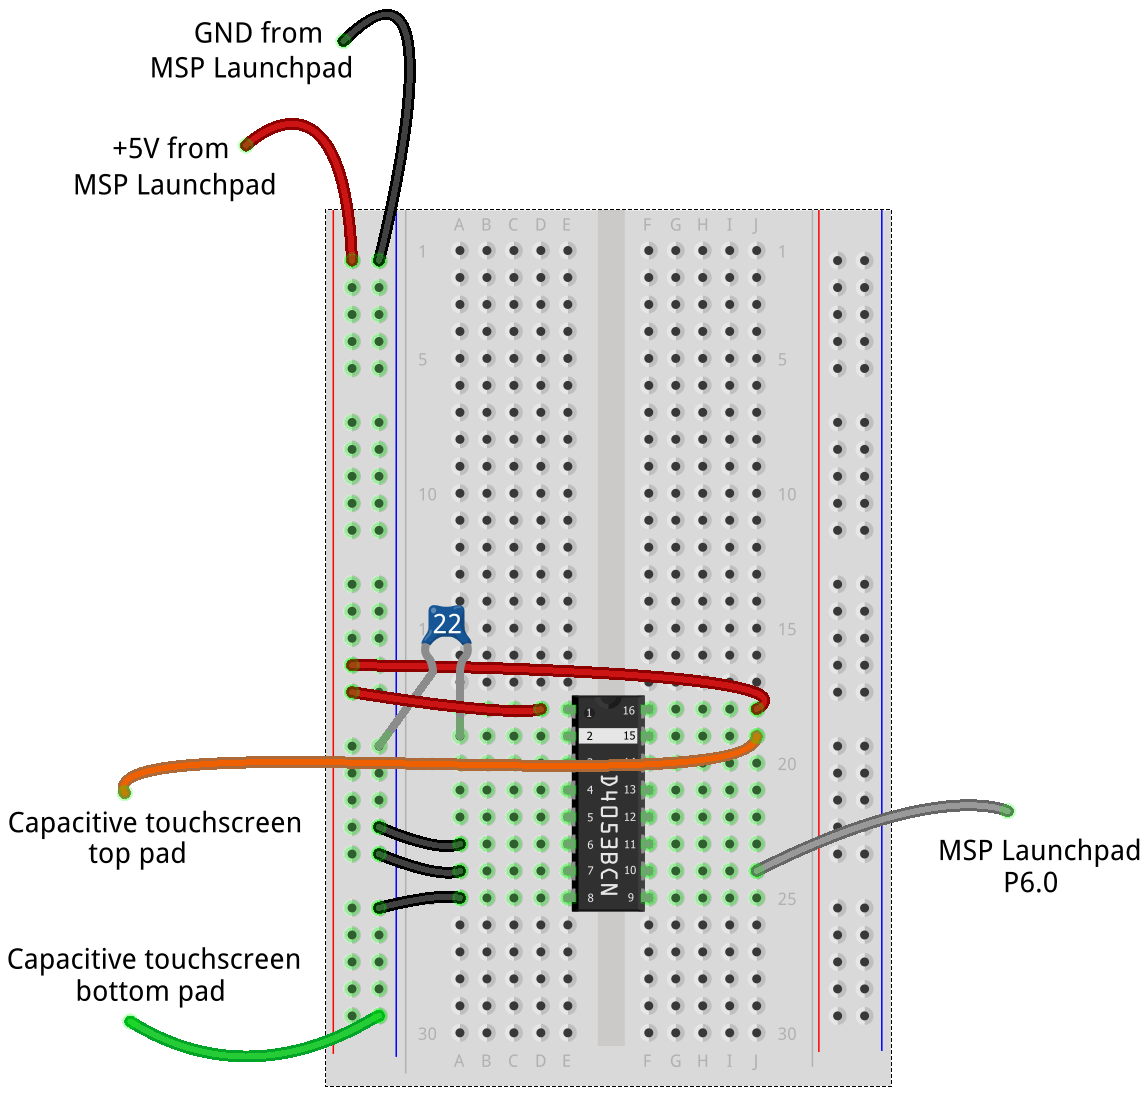 GND from
MSP Launchpad
+5V from
MSP Launchpad
A B C D E F G H I J
1 1
5 5
10 10
22
15
1 16
2 15
20
4 13
Capacitive touchscreen
top pad
5 12
6 11
7 10
8 9
D4053BCN
25
MSP Launchpad
P6.0
Capacitive touchscreen
bottom pad
30 30
A B C D E F G H I J